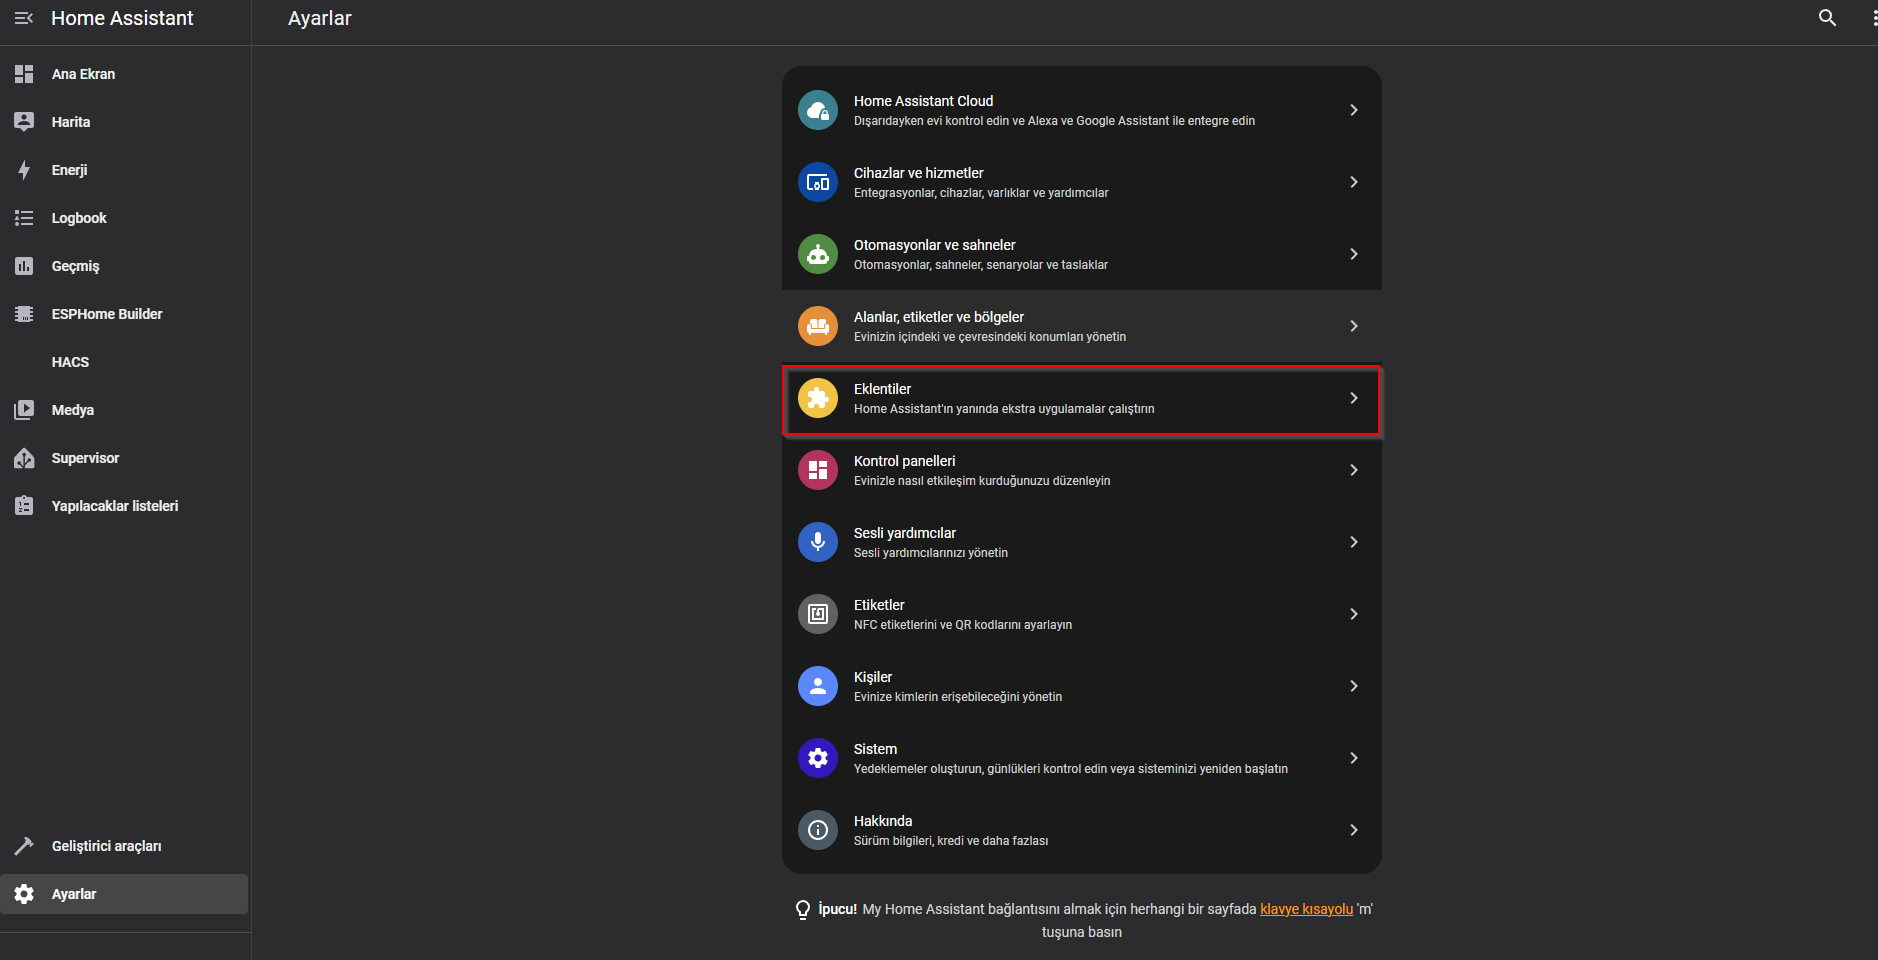 Home Assistant
Ayarlar
Ana Ekran
Harita
Enerji
Logbook
Geçmiş
ESPHome Builder
HACS
Medya
Supervisor
Yapılacaklar listeleri
Geliştirici araçları
Ayarlar
Home Assistant Cloud
Dışarıdayken evi kontrol edin ve Alexa ve Google Assistant ile entegre edin
Cihazlar ve hizmetler
Entegrasyonlar, cihazlar, varlıklar ve yardımcılar
Otomasyonlar ve sahneler
Otomasyonlar, sahneler, senaryolar ve taslaklar
Alanlar, etiketler ve bölgeler
Evinizin içindeki ve çevresindeki konumları yönetin
Eklentiler
Home Assistant'ın yanında ekstra uygulamalar çalıştırın
Kontrol panelleri
Evinizle nasıl etkileşim kurduğunuzu düzenleyin
Sesli yardımcılar
Sesli yardımcılarınızı yönetin
Etiketler
NFC etiketlerini ve QR kodlarını ayarlayın
Kişiler
Evinize kimlerin erişebileceğini yönetin
Sistem
Yedeklemeler oluşturun, günlükleri kontrol edin veya sisteminizi yeniden başlatın
Hakkında
Sürüm bilgileri, kredi ve daha fazlası
İpucu! My Home Assistant bağlantısını almak için herhangi bir sayfada klavye kısayolu 'm'
tuşuna basın